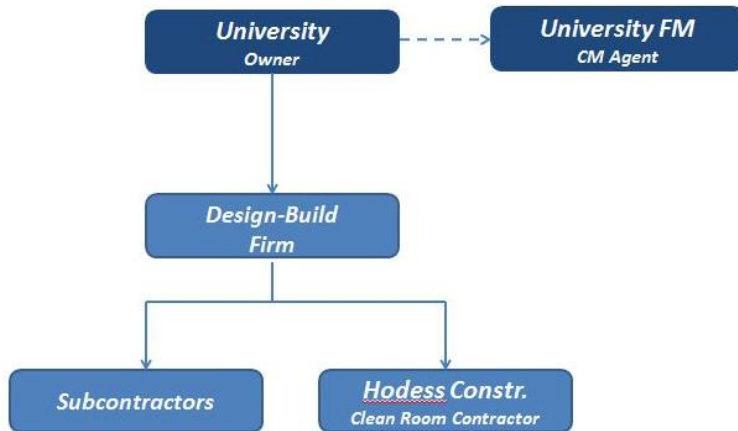 University
Owner
University FM
CM Agent
Design-Build
Firm
Subcontractors
Hodess Constr.
Clean Room Contractor